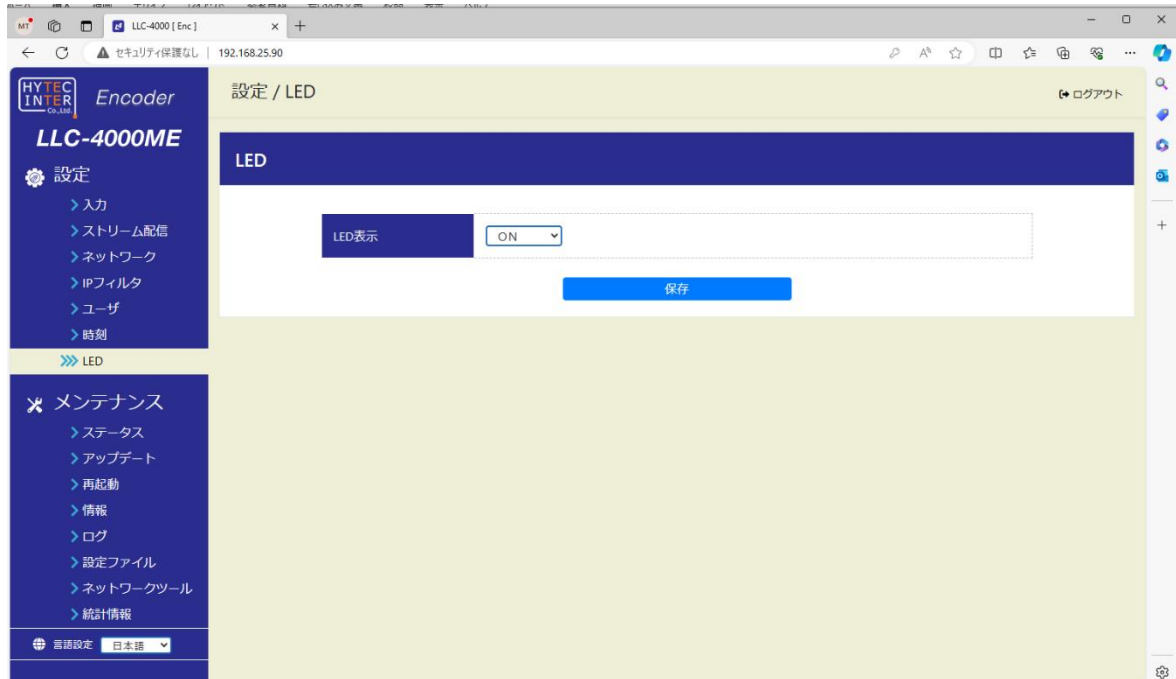 MT
LLC-4000 [ Enc ]
セキュリティ保護なし
192.168.25.90
HYTEC
INTER
Co.,Ltd.
Encoder
LLC-4000ME
設定
入力
ストリーム配信
ネットワーク
IPフィルタ
ユーザ
時刻
LED
メンテナンス
ステータス
アップデート
再起動
情報
ログ
設定ファイル
ネットワークツール
統計情報
言語設定 日本語
設定 / LED
ログアウト
LED
LED表示 ON
保存